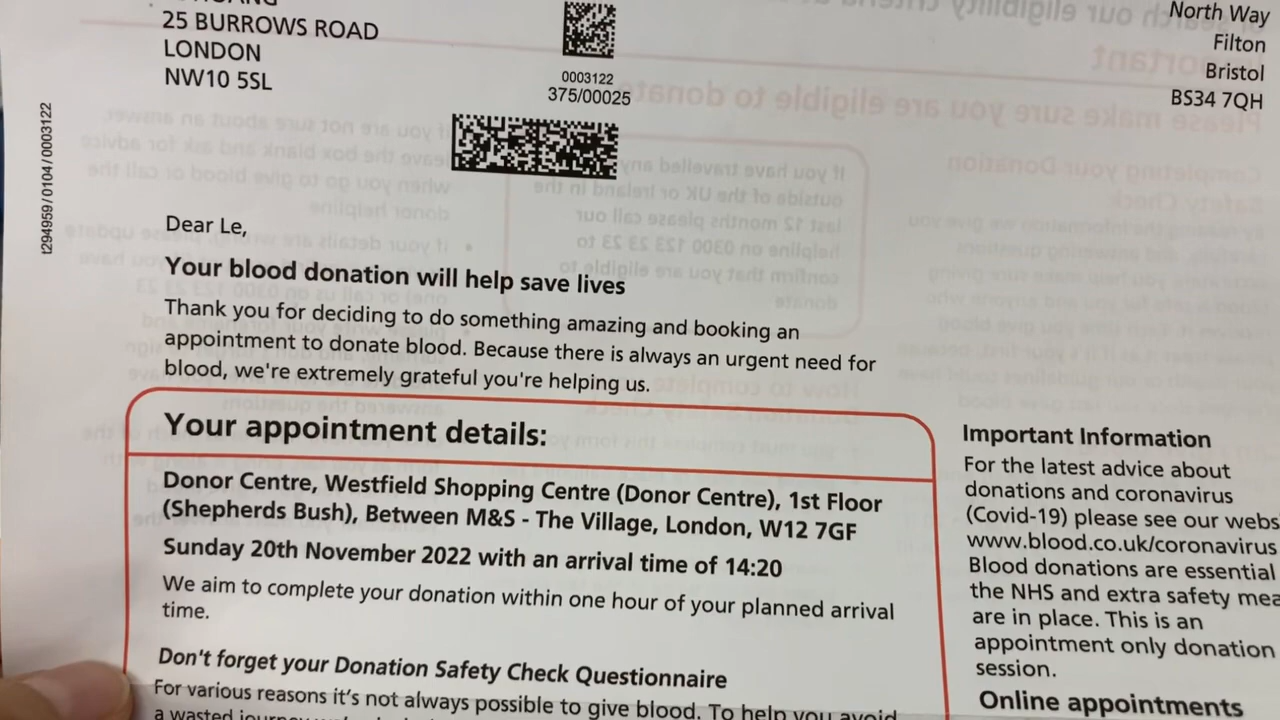 25 BURROWS ROAD
LONDON
NW10 5SL
North Way
Filton
Bristol
BS34 7QH
0003122
375/00025
t294959/0104/0003122
Dear Le,
Your blood donation will help save lives
Thank you for deciding to do something amazing and booking an
appointment to donate blood. Because there is always an urgent need for
blood, we're extremely grateful you're helping us.
Your appointment details:
Donor Centre, Westfield Shopping Centre (Donor Centre), 1st Floor
(Shepherds Bush), Between M&S - The Village, London, W12 7GF
Sunday 20th November 2022 with an arrival time of 14:20
We aim to complete your donation within one hour of your planned arrival
time.
Don't forget your Donation Safety Check Questionnaire
For various reasons it's not always possible to give blood. To help you avoid
a wasted
Important Information
For the latest advice about
donations and coronavirus
(Covid-19) please see our webs
www.blood.co.uk/coronavirus
Blood donations are essential
the NHS and extra safety mea
are in place. This is an
appointment only donation
session.
Online appointments